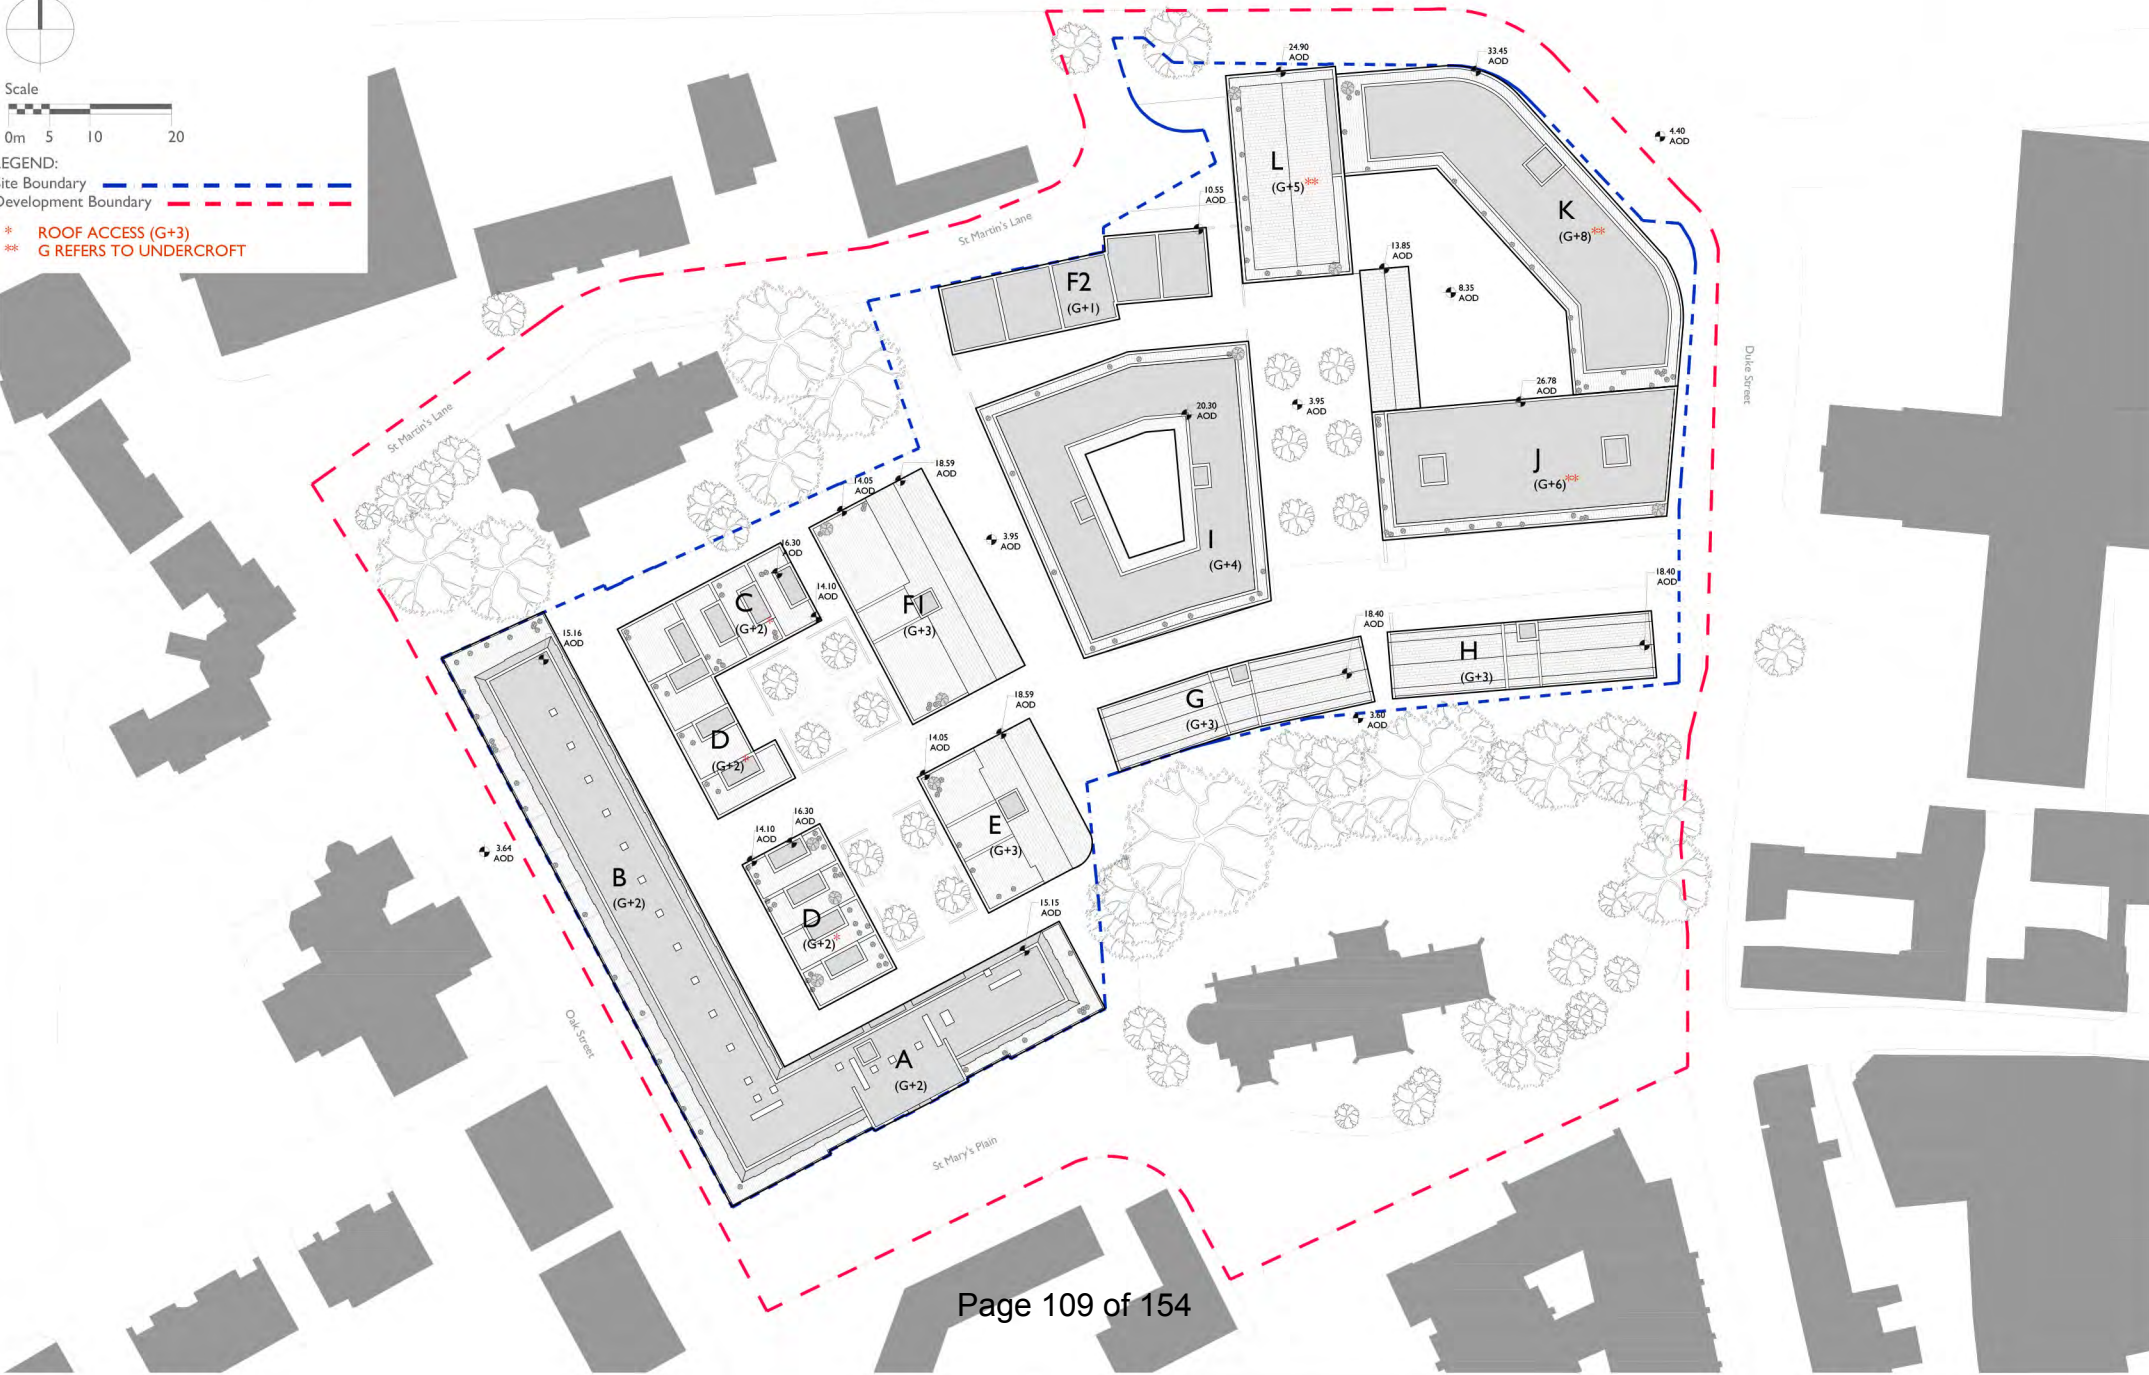 Scale
0m 5 10 20
EGEND:
ite Boundary
Development Boundary
* ROOF ACCESS (G+3)
** G REFERS TO UNDERCROFT
24.90
AOD
33.45
AOD
4.40
AOD
L
(G+5)**
K
(G+8)**
10.55
AOD
St Martin's Lane
13.85
AOD
8.35
AOD
F2
(G+1)
Duke Street
26.78
AOD
3.95
AOD
20.30
AOD
St Martin's Lane
J
(G+6)**
18.59
AOD
14.05
AOD
3.95
AOD
I
(G+4)
16.30
AOD
14.10
AOD
18.40
AOD
C
(G+2)*
F1
(G+3)
18.40
AOD
15.16
AOD
H
(G+3)
G
(G+3)
3.60
AOD
18.59
AOD
14.05
AOD
D
(G+2)*
16.30
AOD
14.10
AOD
E
(G+3)
3.64
AOD
B
(G+2)
D
(G+2)*
15.15
AOD
Oak Street
A
(G+2)
St Mary's Plain
Page 109 of 154